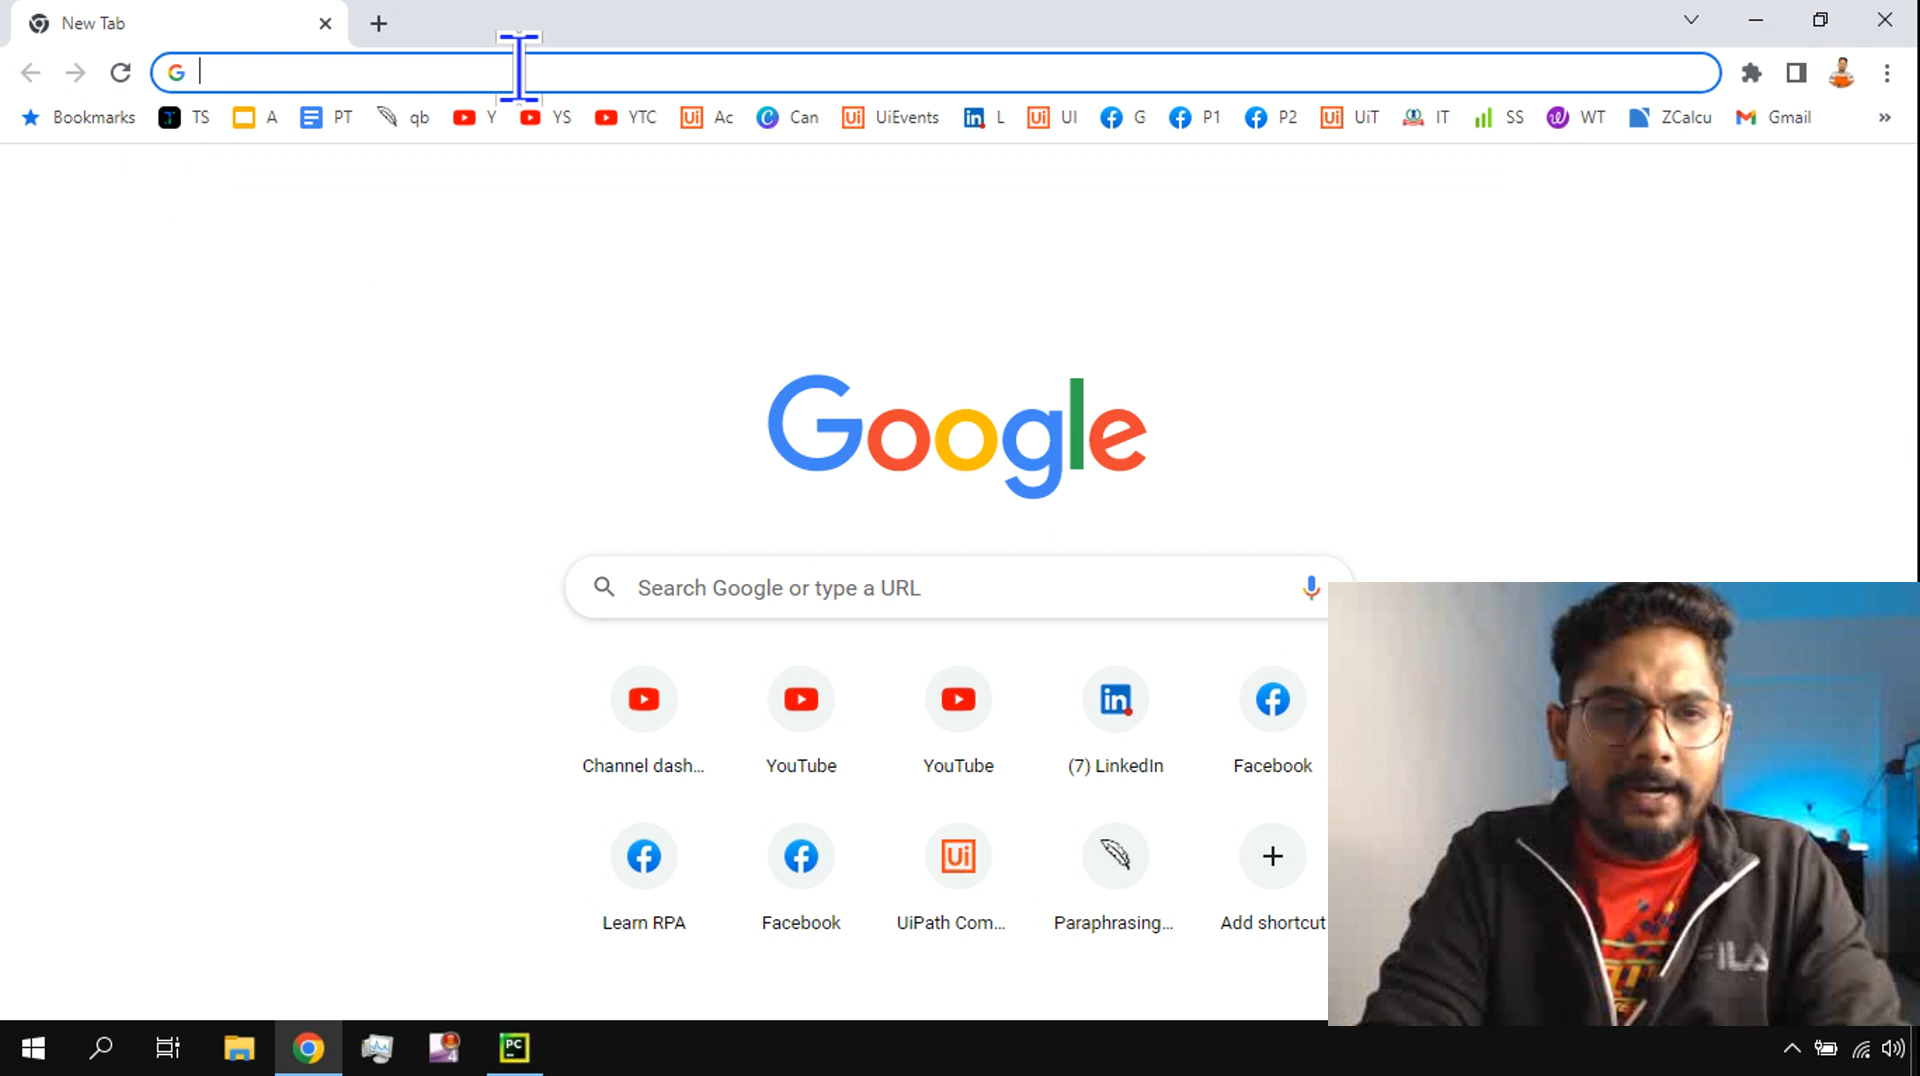 New Tab
Bookmarks TS A PT qb Y YS YTC Ac Can UiEvents L UI G P1 P2 UiT IT SS WT ZCalcu Gmail
Google
Search Google or type a URL
Channel dash... YouTube YouTube (7) LinkedIn Facebook
Learn RPA Facebook UiPath Com... Paraphrasing... Add shortcut
FILA